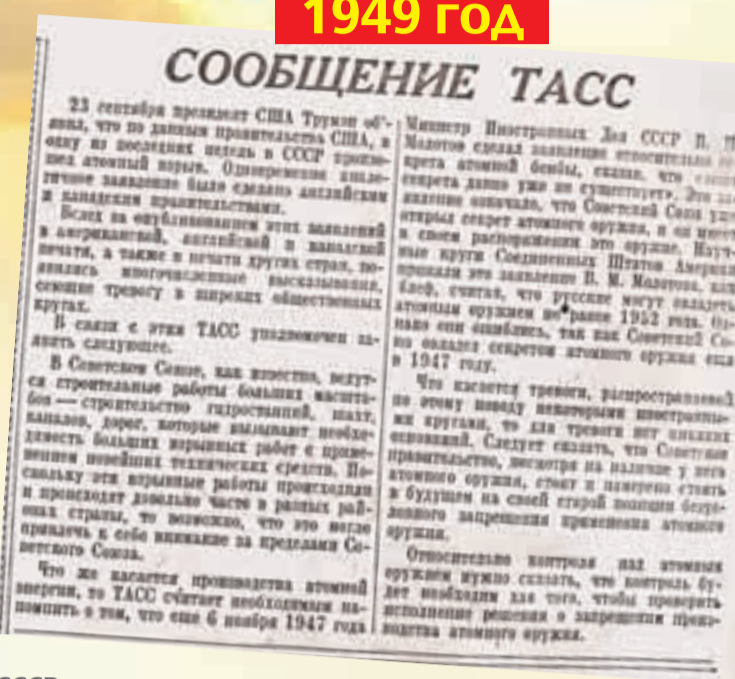 1949 ГОД
СООБЩЕНИЕ ТАСС
23 сентября президент США Трумэн об'-
явил, что по данным правительства США, в
одну из последних недель в СССР произо-
шел атомный взрыв. Одновременно анало-
гичное заявление было сделано английским
и канадским правительствами.
Вслед за опубликованием этих заявлений
в американской, английской и канадской
печати, а также в печати других стран, по-
явились многочисленные высказывания,
сеющие тревогу в широких общественных
кругах.
В связи с этим ТАСС уполномочен за-
явить следующее.
В Советском Союзе, как известно, ведут-
ся строительные работы больших масшта-
бов — строительство гидростанций, шахт,
каналов, дорог, которые вызывают необхо-
димость больших взрывных работ с приме-
нением новейших технических средств. По-
скольку эти взрывные работы происходили
и происходят довольно часто в разных рай-
онах страны, то возможно, что это могло
привлечь к себе внимание за пределами Со-
ветского Союза.
Что же касается производства атомной
энергии, то ТАСС считает необходимым на-
помнить о том, что еще 6 ноября 1947 года
Министр Иностранных Дел СССР В. М.
Молотов сделал заявление относительно
крета атомной бомбы, сказав, что
секрета давно уже не существует». Это за-
явление означало, что Советский Союз уже
открыл секрет атомного оружия, и он имеет
в своем распоряжении это оружие. Науч-
ные круги Соединенных Штатов Америки
приняли это заявление В. М. Молотова, как
блеф, считая, что русские могут овладеть
атомным оружием не ранее 1952 года. Од-
нако они ошиблись, так как Советский Со-
юз овладел секретом атомного оружия еще
в 1947 году.
Что касается тревоги, распространяемой
по этому поводу некоторыми иностранны-
ми кругами, то для тревоги нет никаких
оснований. Следует сказать, что Советское
правительство, несмотря на наличие у него
атомного оружия, стоит и намерено стоять
в будущем на своей старой позиции безус-
ловного запрещения применения атомного
оружия.
Относительно контроля над атомным
оружием нужно сказать, что контроль бу-
дет необходим для того, чтобы проверить
исполнение решения о запрещении произ-
водства атомного оружия.